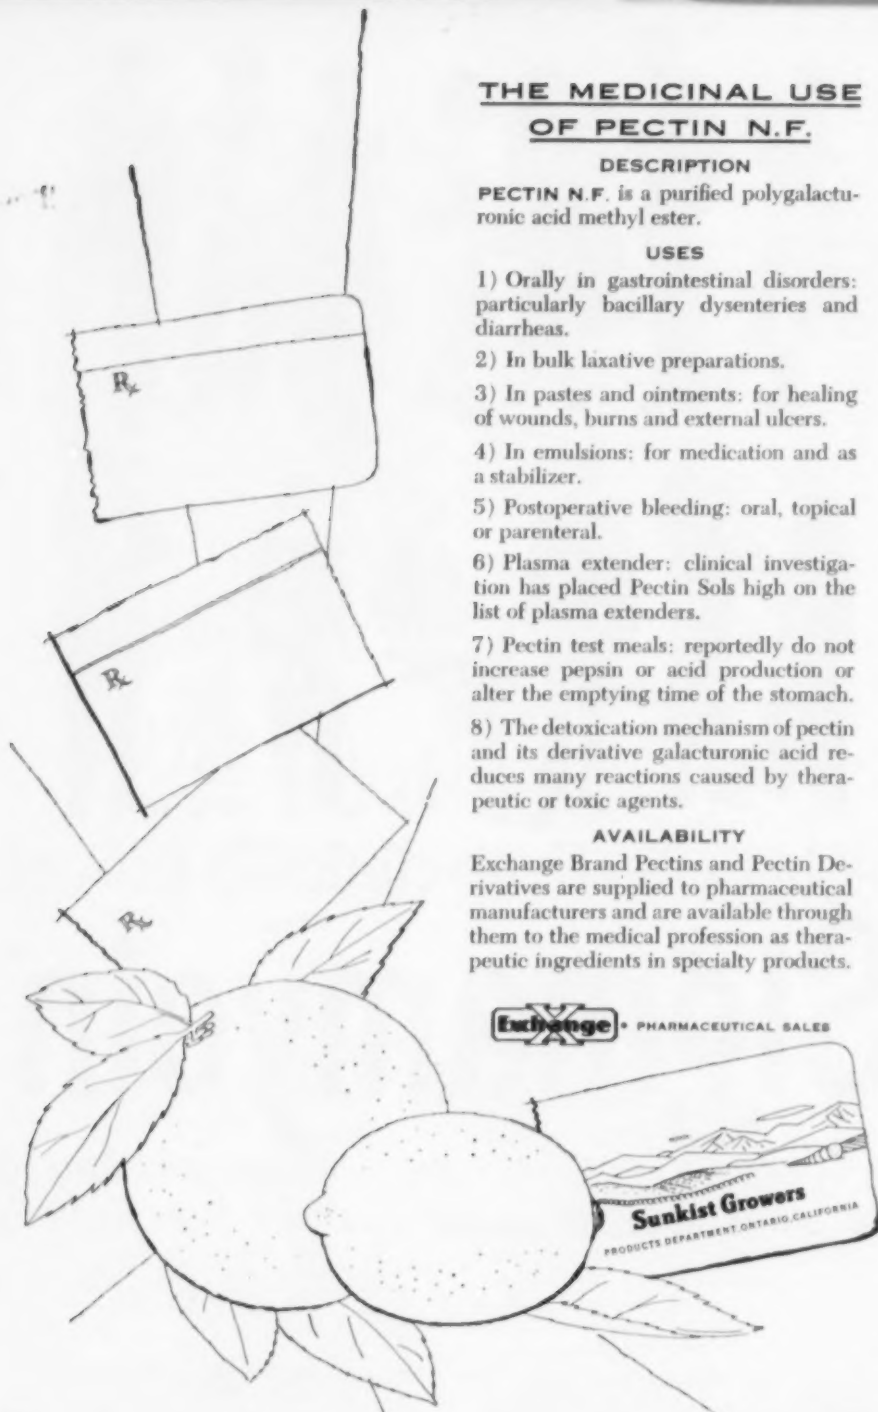 THE MEDICINAL USE
OF PECTIN N.F.
DESCRIPTION
PECTIN N.F. is a purified polygalactu-
ronic acid methyl ester.
USES
1) Orally in gastrointestinal disorders:
particularly bacillary dysenteries and
diarrheas.
2) In bulk laxative preparations.
3) In pastes and ointments: for healing
of wounds, burns and external ulcers.
4) In emulsions: for medication and as
a stabilizer.
5) Postoperative bleeding: oral, topical
or parenteral.
6) Plasma extender: clinical investiga-
tion has placed Pectin Sols high on the
list of plasma extenders.
7) Pectin test meals: reportedly do not
increase pepsin or acid production or
alter the emptying time of the stomach.
8) The detoxication mechanism of pectin
and its derivative galacturonic acid re-
duces many reactions caused by thera-
peutic or toxic agents.
AVAILABILITY
Exchange Brand Pectins and Pectin De-
rivatives are supplied to pharmaceutical
manufacturers and are available through
them to the medical profession as thera-
peutic ingredients in specialty products.
Exchange • PHARMACEUTICAL SALES
℞
℞
℞
Sunkist Growers
PRODUCTS DEPARTMENT, ONTARIO, CALIFORNIA